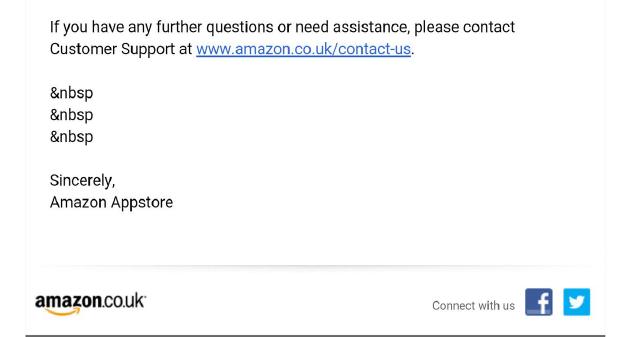 If you have any further questions or need assistance, please contact
Customer Support at www.amazon.co.uk/contact-us.
&nbsp
&nbsp
&nbsp
Sincerely,
Amazon Appstore
amazon.co.uk
Connect with us